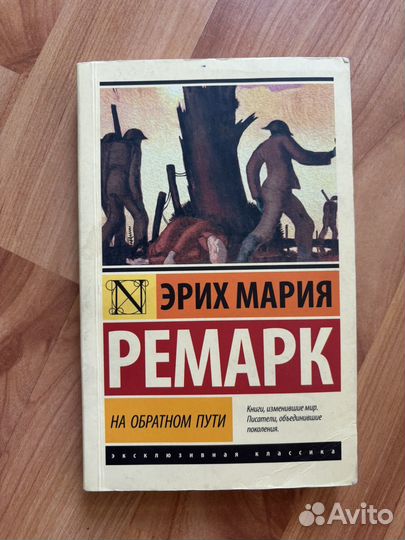 N
ЭРИХ МАРИЯ
РЕМАРК
НА ОБРАТНОМ ПУТИ
Книги, изменившие мир.
Писатели, объединившие
поколения.
эксклюзивная классика
Avito